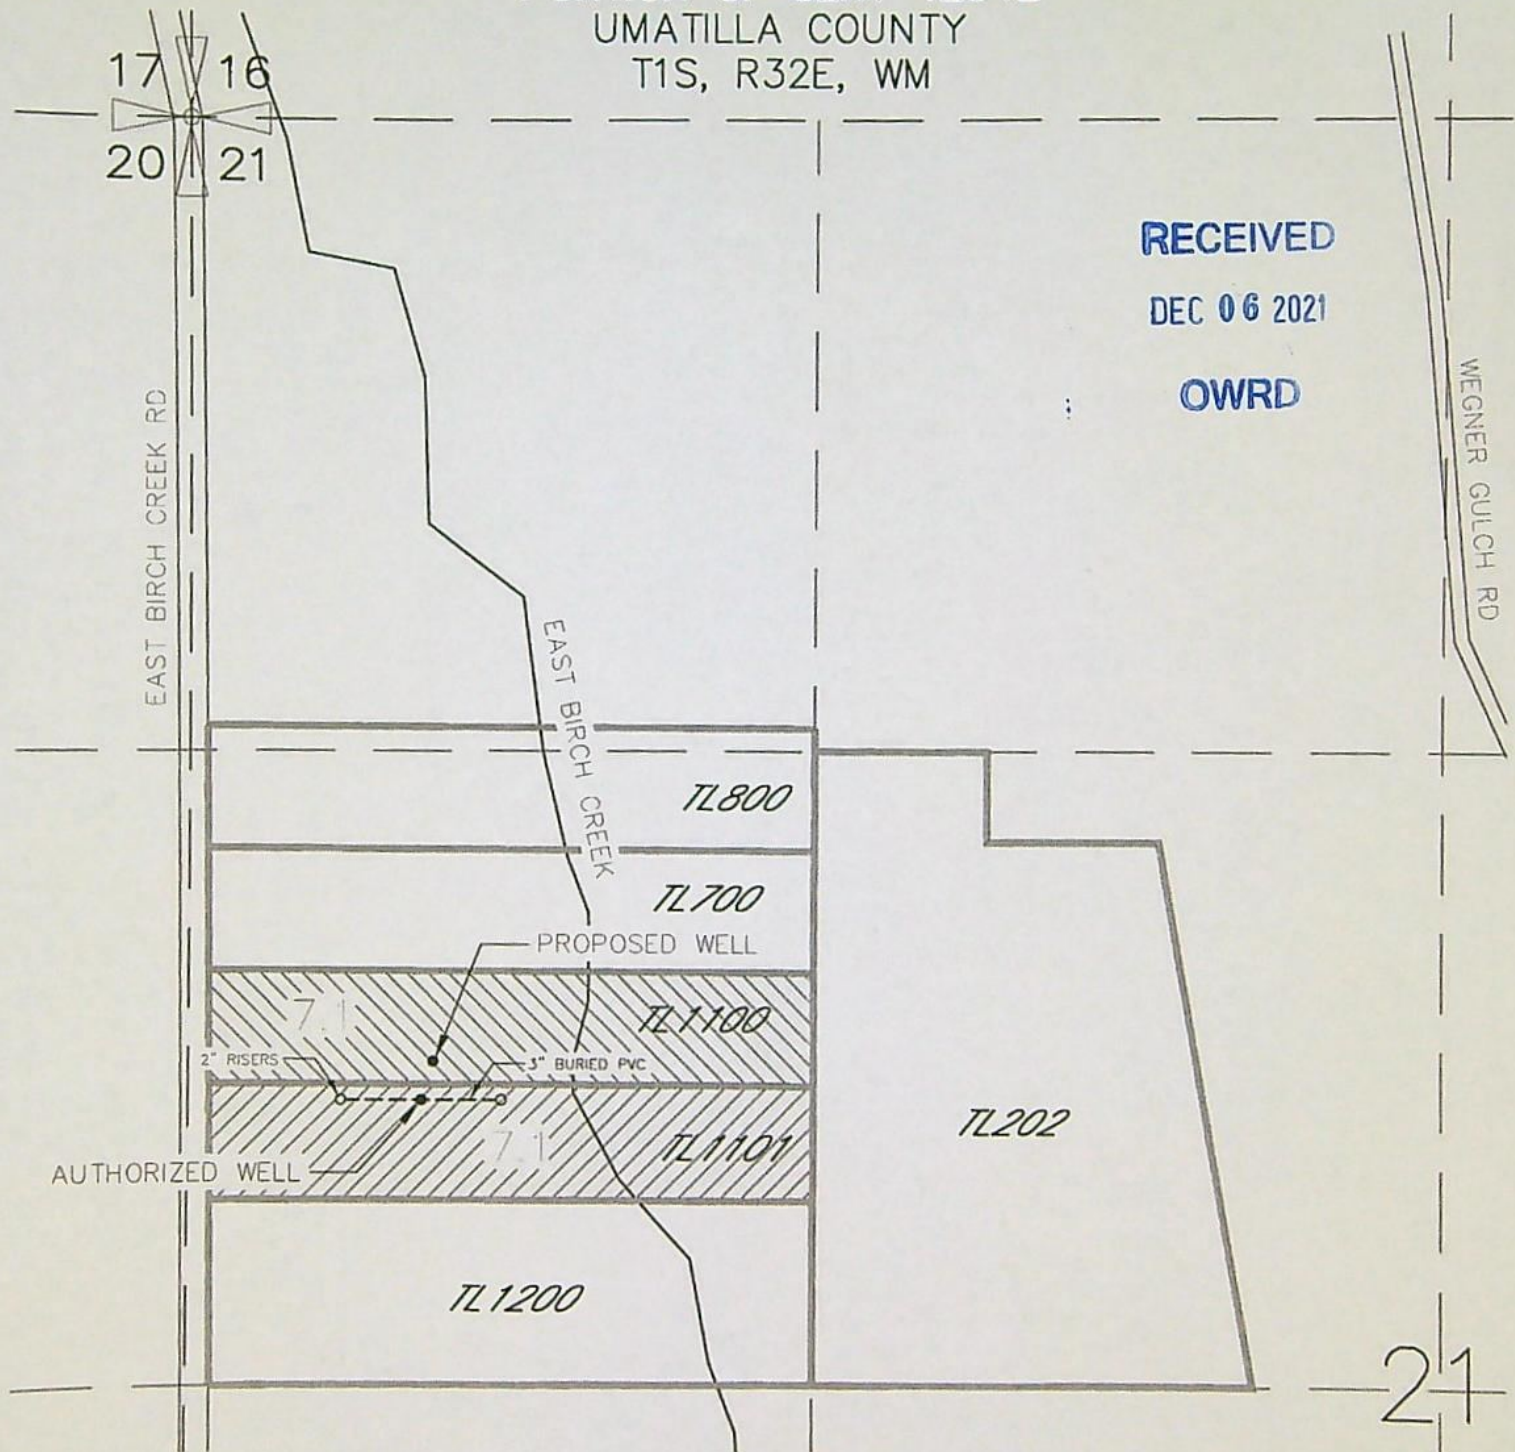 UMATILLA COUNTY
T1S, R32E, WM
17 16
20 21
RECEIVED
DEC 06 2021
OWRD
EAST BIRCH CREEK RD
WEGNER GULCH RD
EAST BIRCH CREEK
TL800
TL700
PROPOSED WELL
7.1
TL1100
2" RISERS
3" BURIED PVC
7.1
TL1101
AUTHORIZED WELL
TL202
TL1200
21